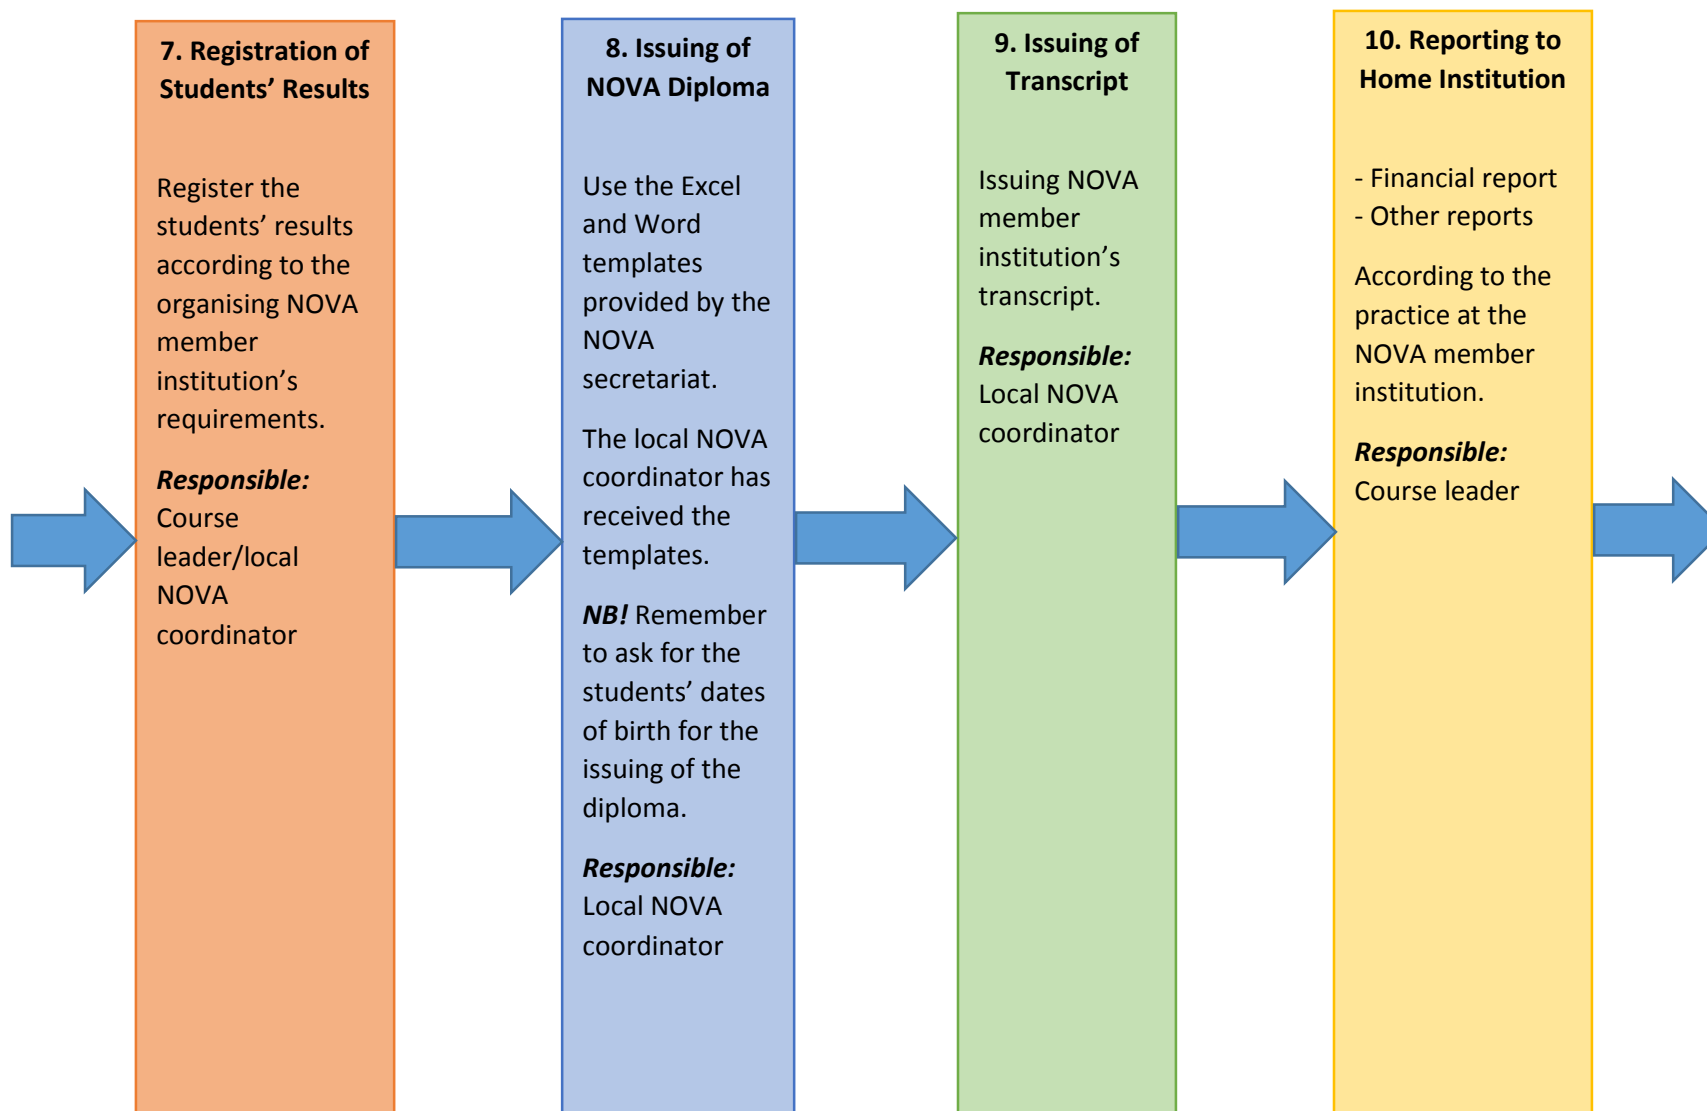 7. Registration of
Students’ Results
Register the
students’ results
according to the
organising NOVA
member
institution’s
requirements.
Responsible:
Course
leader/local
NOVA
coordinator
8. Issuing of
NOVA Diploma
Use the Excel
and Word
templates
provided by the
NOVA
secretariat.
The local NOVA
coordinator has
received the
templates.
NB! Remember
to ask for the
students’ dates
of birth for the
issuing of the
diploma.
Responsible:
Local NOVA
coordinator
9. Issuing of
Transcript
Issuing NOVA
member
institution’s
transcript.
Responsible:
Local NOVA
coordinator
10. Reporting to
Home Institution
- Financial report
- Other reports
According to the
practice at the
NOVA member
institution.
Responsible:
Course leader